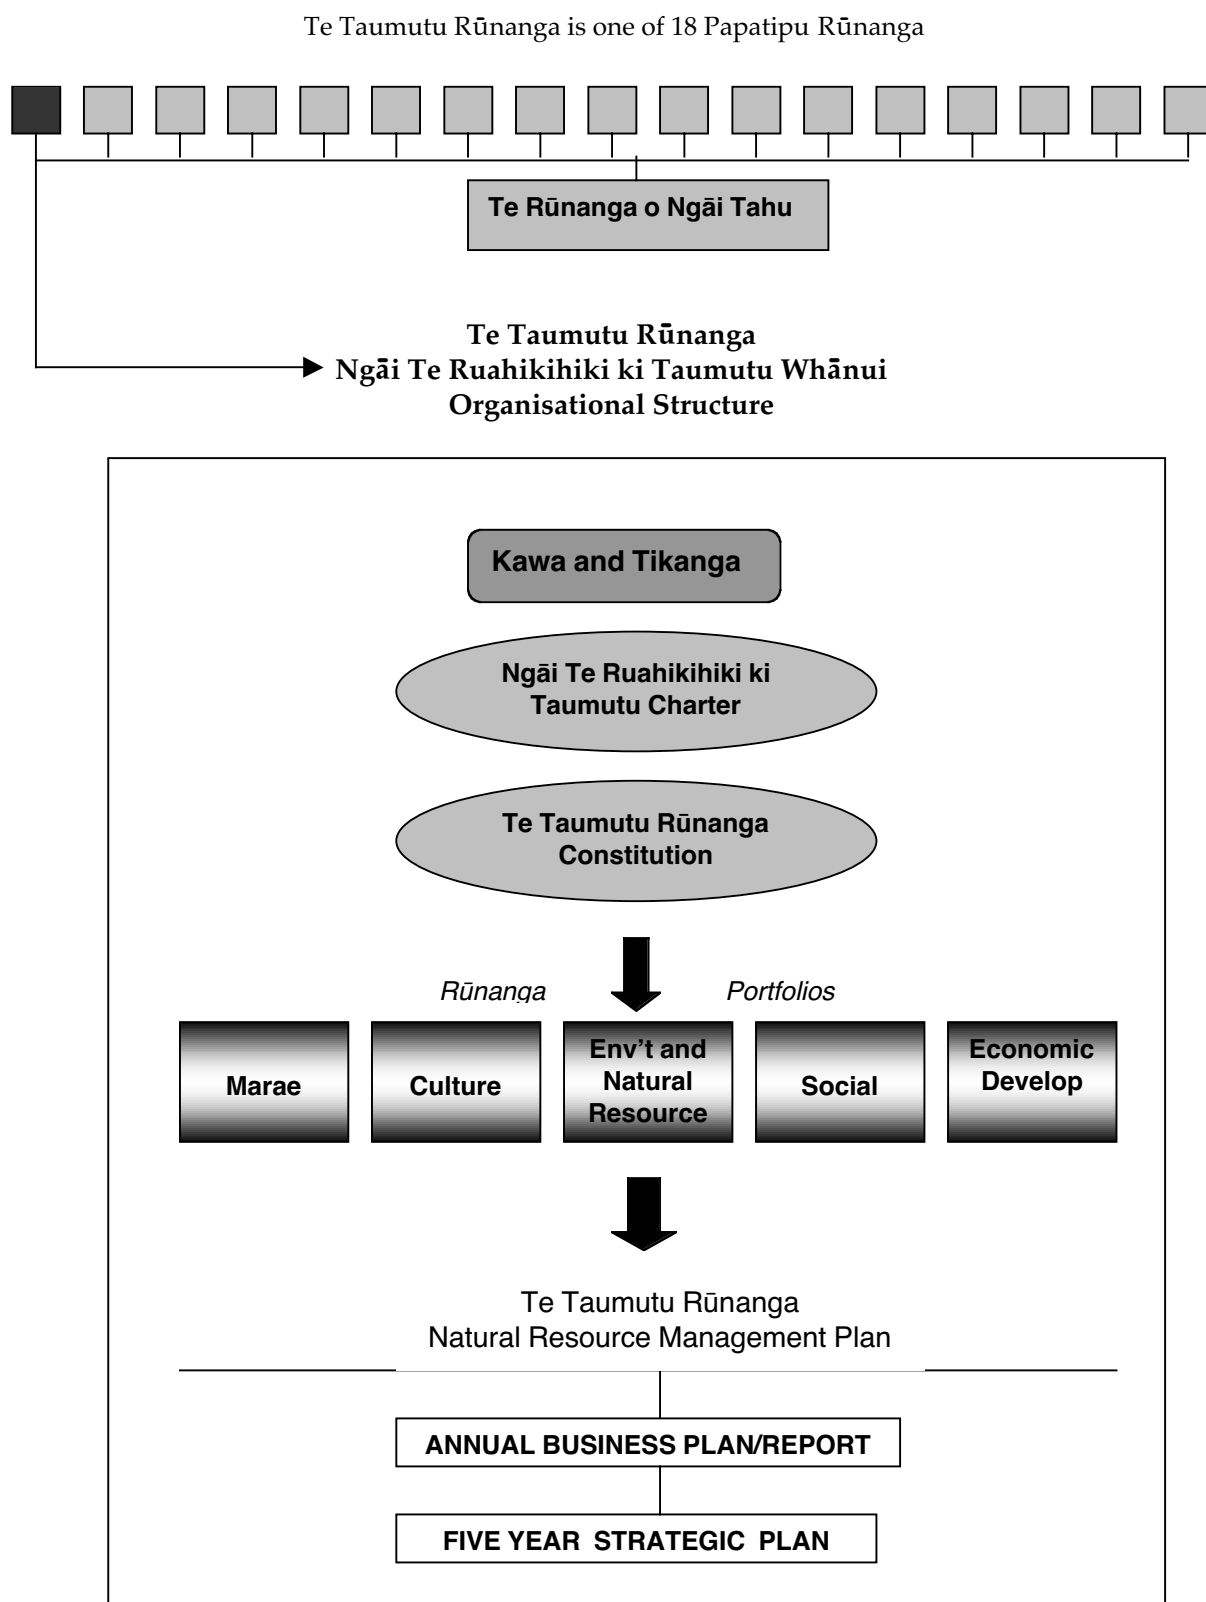 Te Taumutu Rūnanga is one of 18 Papatipu Rūnanga
Te Rūnanga o Ngāi Tahu
Te Taumutu Rūnanga
Ngāi Te Ruahikihiki ki Taumutu Whānui
Organisational Structure
Kawa and Tikanga
Ngāi Te Ruahikihiki ki
Taumutu Charter
Te Taumutu Rūnanga
Constitution
Rūnanga Portfolios
Marae
Culture
Env't and
Natural
Resource
Social
Economic
Develop
Te Taumutu Rūnanga
Natural Resource Management Plan
ANNUAL BUSINESS PLAN/REPORT
FIVE YEAR STRATEGIC PLAN